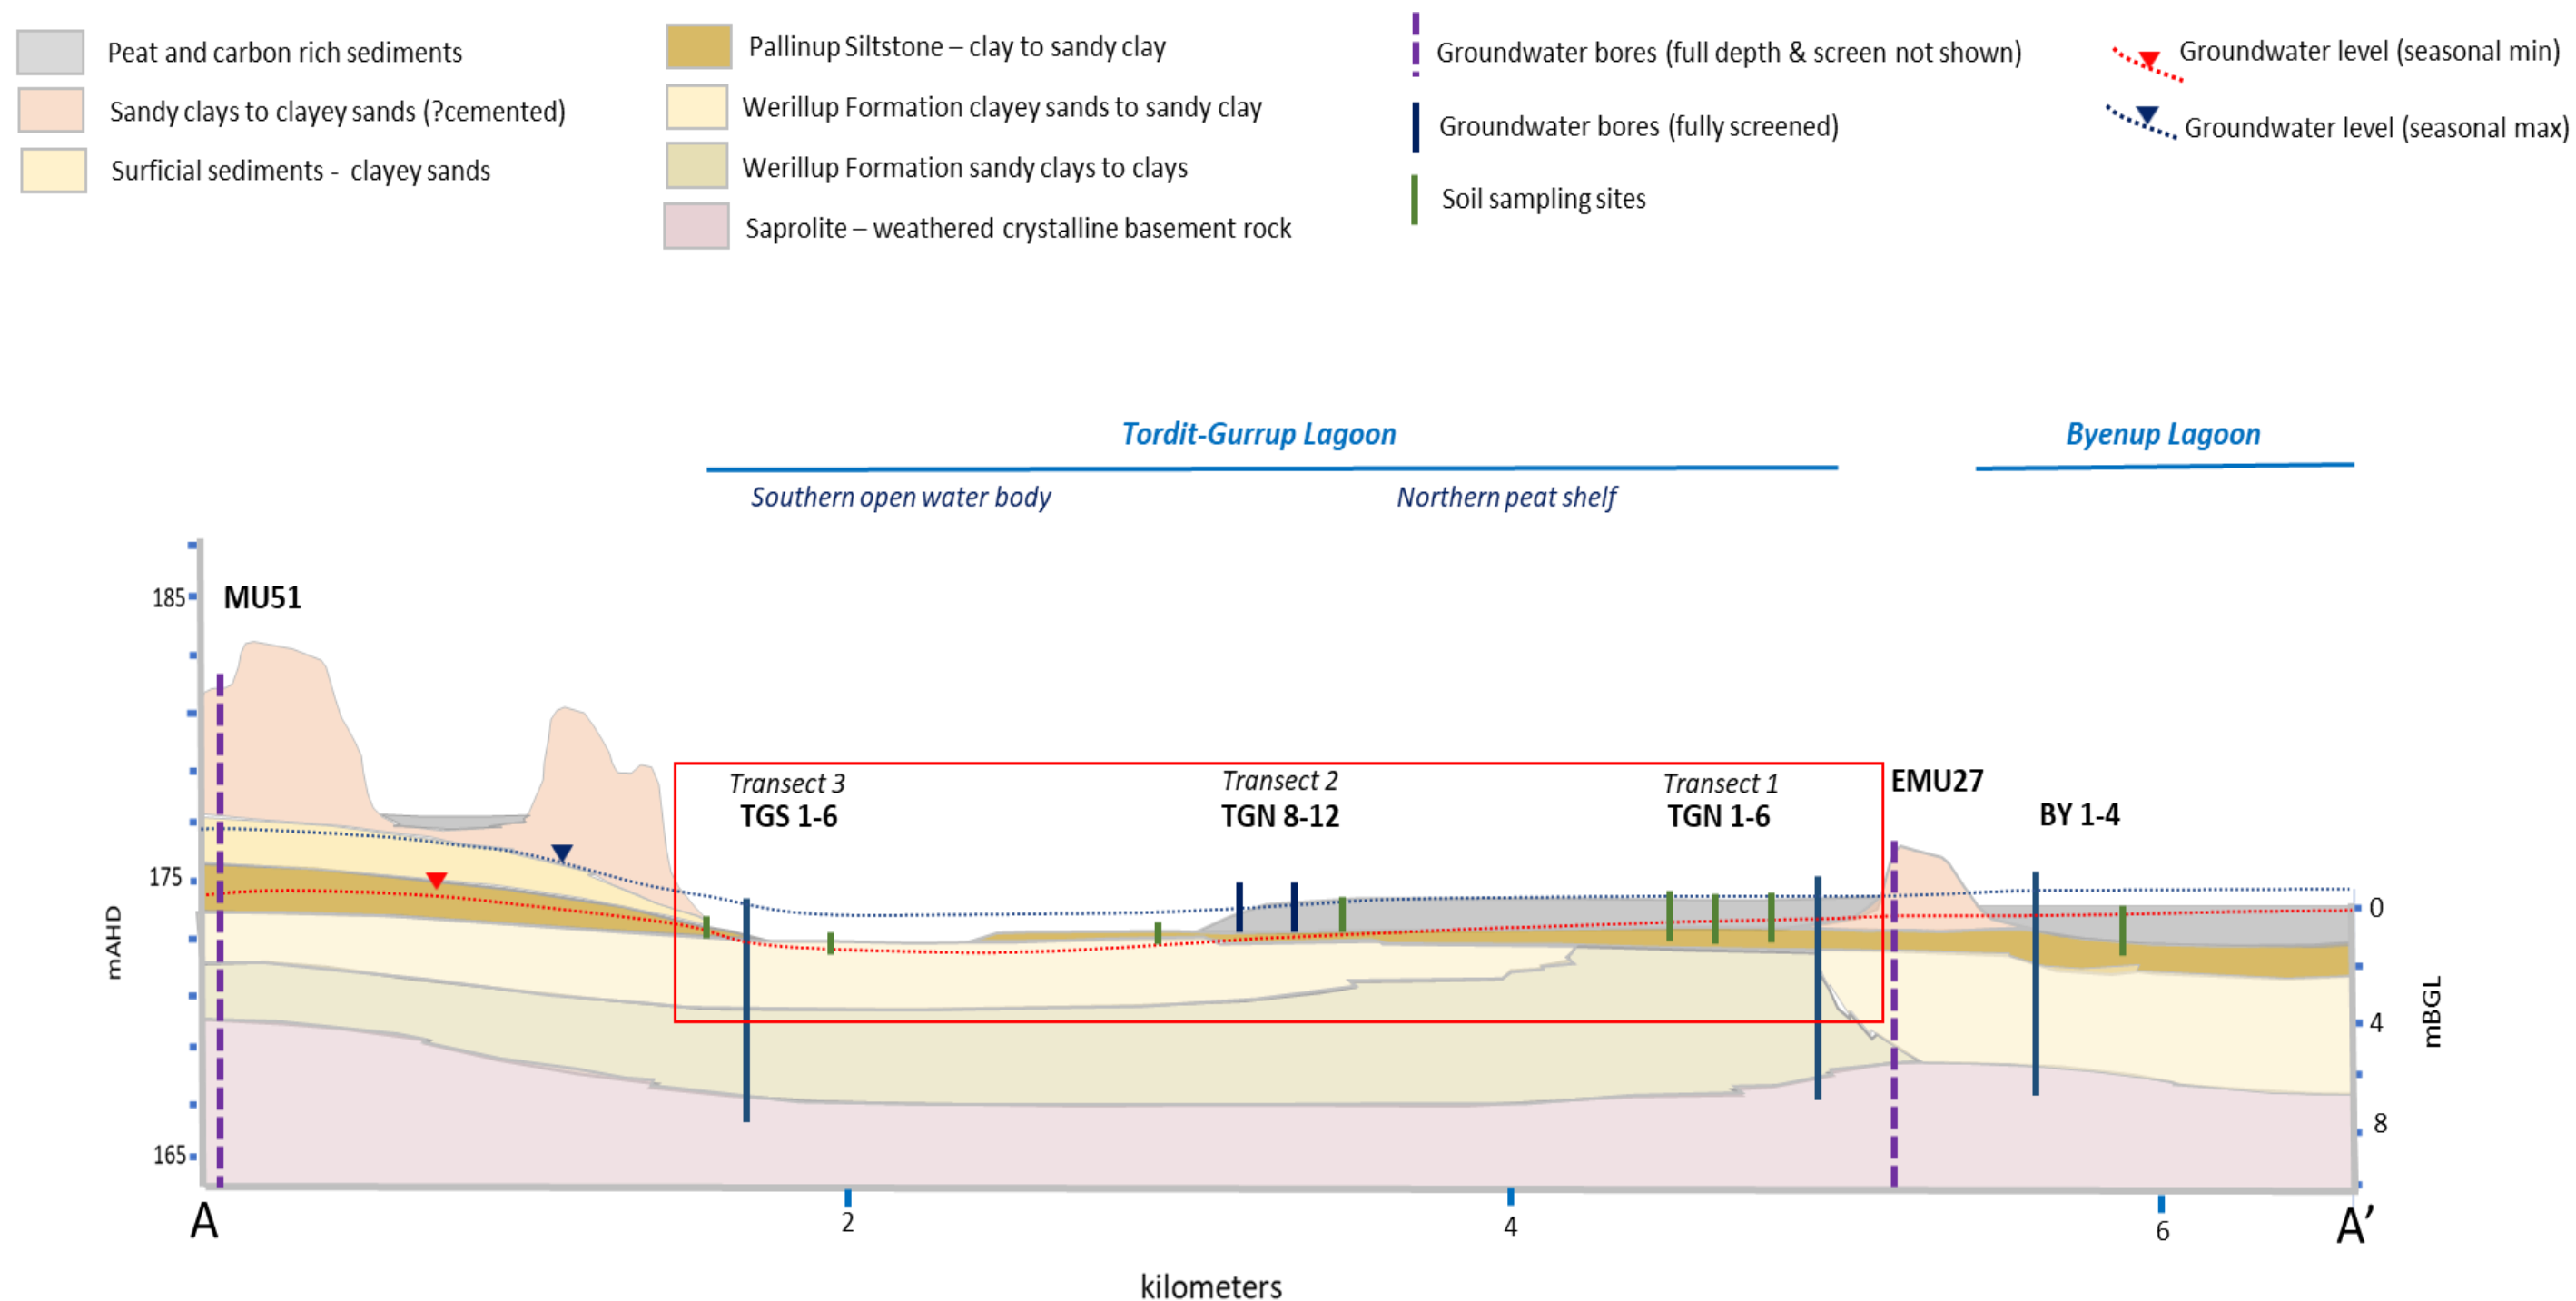 Peat and carbon rich sediments
Sandy clays to clayey sands (?cemented)
Surficial sediments - clayey sands
Pallinup Siltstone – clay to sandy clay
Werillup Formation clayey sands to sandy clay
Werillup Formation sandy clays to clays
Saprolite – weathered crystalline basement rock
Groundwater bores (full depth & screen not shown)
Groundwater bores (fully screened)
Soil sampling sites
Groundwater level (seasonal min)
Groundwater level (seasonal max)
Tordit-Gurrup Lagoon
Byenup Lagoon
Southern open water body
Northern peat shelf
185
MU51
Transect 3
TGS 1-6
Transect 2
TGN 8-12
Transect 1
TGN 1-6
EMU27
BY 1-4
175
mAHD
165
0
4
8
mBGL
A
2
4
6
A’
kilometers